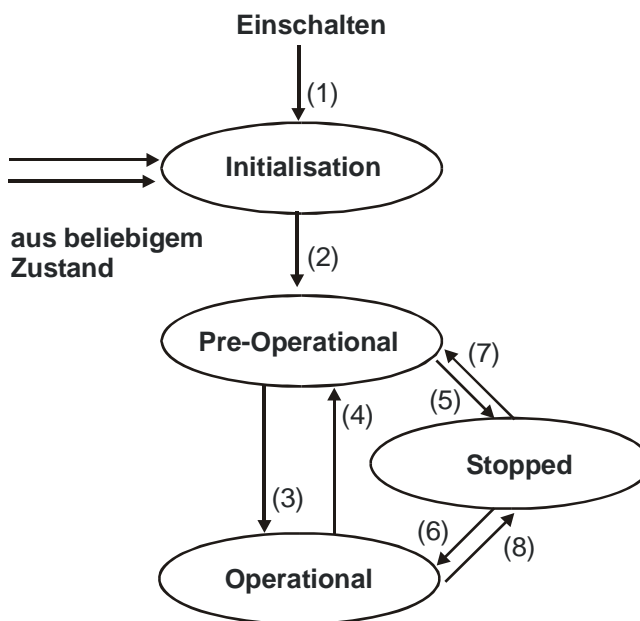 Einschalten
(1)
Initialisation
aus beliebigem
Zustand
(2)
Pre-Operational
(7)
(5)
(4)
Stopped
(3)
(6)
(8)
Operational